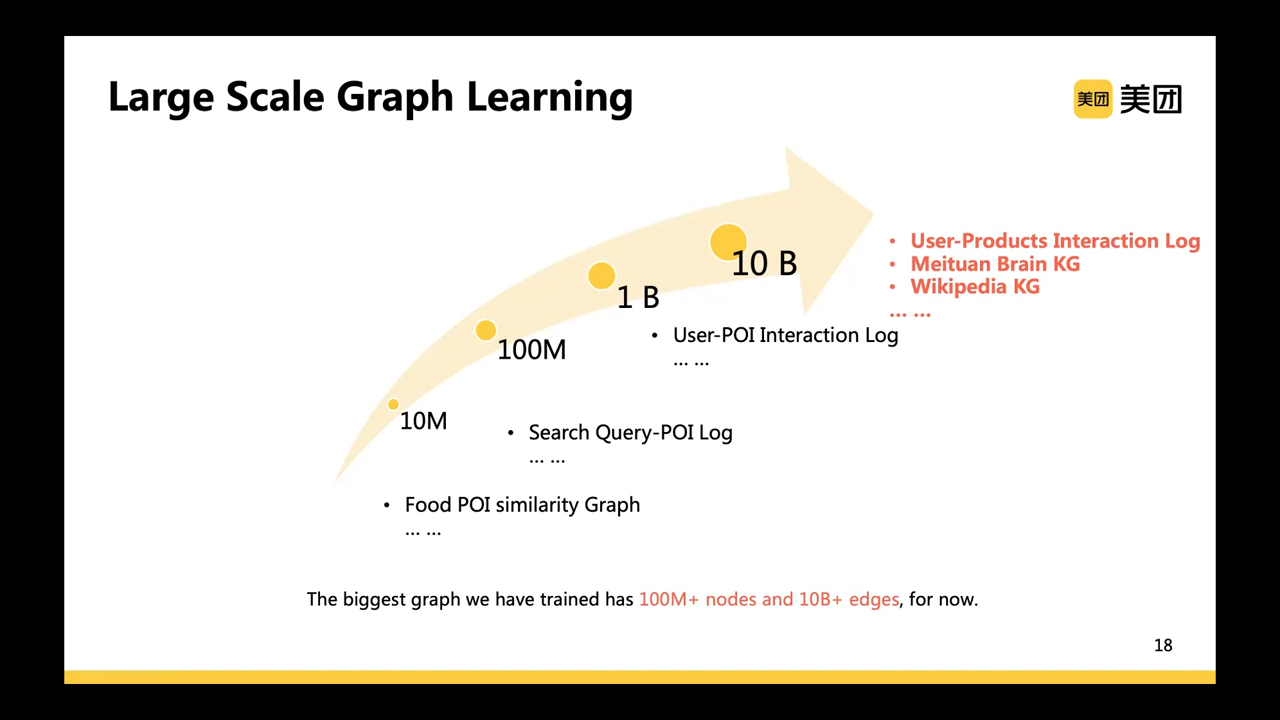 Large Scale Graph Learning
美团 美团
10 B
• User-Products Interaction Log
• Meituan Brain KG
• Wikipedia KG
... ...
1 B
• User-POI Interaction Log
... ...
100M
• Search Query-POI Log
... ...
10M
• Food POI similarity Graph
... ...
The biggest graph we have trained has 100M+ nodes and 10B+ edges, for now.
18